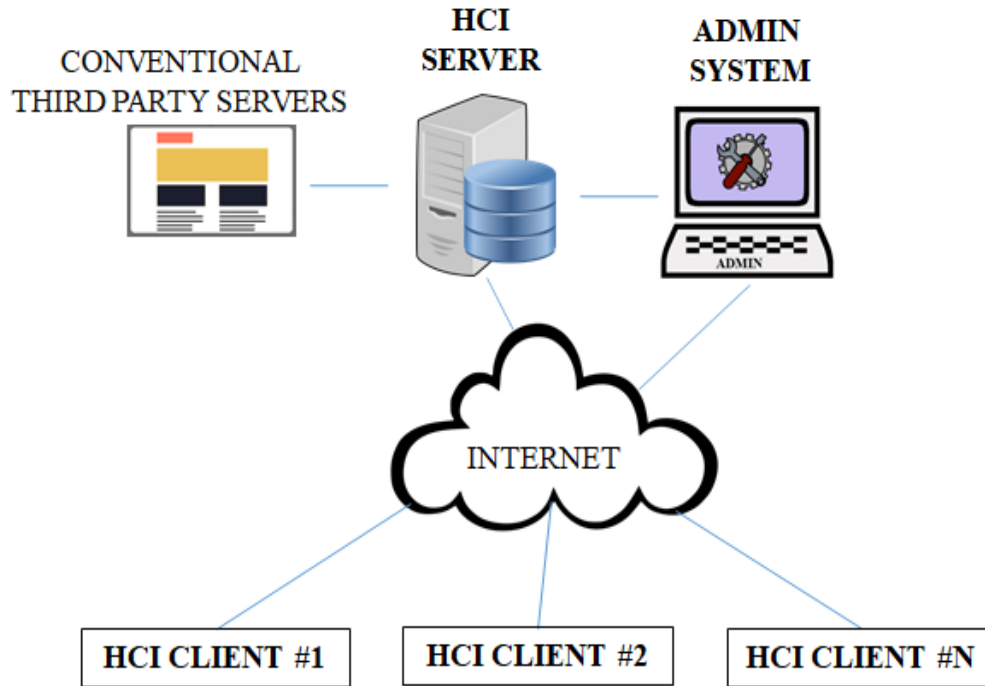 CONVENTIONAL
THIRD PARTY SERVERS
HCI
SERVER
ADMIN
SYSTEM
ADMIN
INTERNET
HCI CLIENT #1
HCI CLIENT #2
HCI CLIENT #N